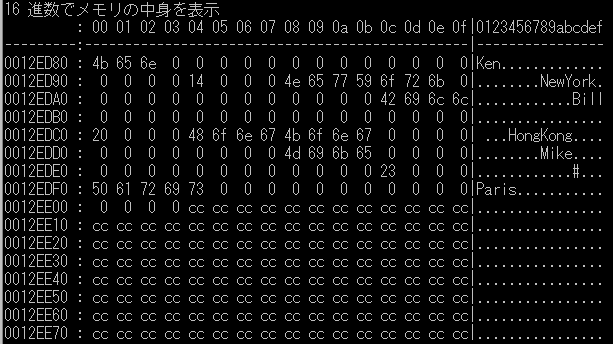 16 進数でメモリの中身を表示
         : 00 01 02 03 04 05 06 07 08 09 0a 0b 0c 0d 0e 0f|0123456789abcdef
---------:------------------------------------------------|----------------
0012ED80 : 4b 65 6e  0  0  0  0  0  0  0  0  0  0  0  0  0|Ken.............
0012ED90 :  0  0  0  0 14  0  0  0 4e 65 77 59 6f 72 6b  0|    ....NewYork.
0012EDA0 :  0  0  0  0  0  0  0  0  0  0  0  0 42 69 6c 6c|............Bill
0012EDB0 :  0  0  0  0  0  0  0  0  0  0  0  0  0  0  0  0|................
0012EDC0 : 20  0  0  0 48 6f 6e 67 4b 6f 6e 67  0  0  0  0| ...HongKong....
0012EDD0 :  0  0  0  0  0  0  0  0 4d 69 6b 65  0  0  0  0|........Mike....
0012EDE0 :  0  0  0  0  0  0  0  0  0  0  0  0 23  0  0  0|............#...
0012EDF0 : 50 61 72 69 73  0  0  0  0  0  0  0  0  0  0  0|Paris...........
0012EE00 :  0  0  0  0 cc cc cc cc cc cc cc cc cc cc cc cc|................
0012EE10 : cc cc cc cc cc cc cc cc cc cc cc cc cc cc cc cc|................
0012EE20 : cc cc cc cc cc cc cc cc cc cc cc cc cc cc cc cc|................
0012EE30 : cc cc cc cc cc cc cc cc cc cc cc cc cc cc cc cc|................
0012EE40 : cc cc cc cc cc cc cc cc cc cc cc cc cc cc cc cc|................
0012EE50 : cc cc cc cc cc cc cc cc cc cc cc cc cc cc cc cc|................
0012EE60 : cc cc cc cc cc cc cc cc cc cc cc cc cc cc cc cc|................
0012EE70 : cc cc cc cc cc cc cc cc cc cc cc cc cc cc cc cc|................